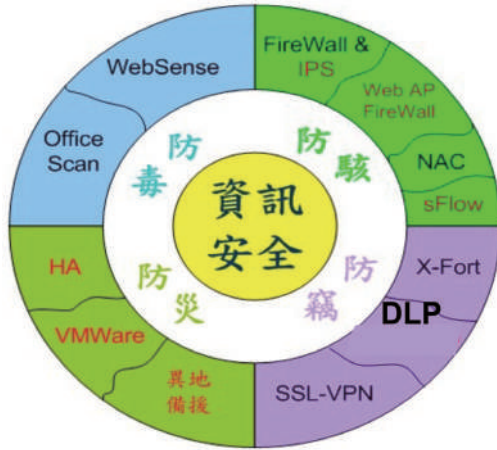 WebSense
Office
Scan
FireWall &
IPS
Web AP
FireWall
NAC
sFlow
防毒
防駭
資訊
安全
防災
防竊
HA
VMWare
異地
備援
X-Fort
DLP
SSL-VPN